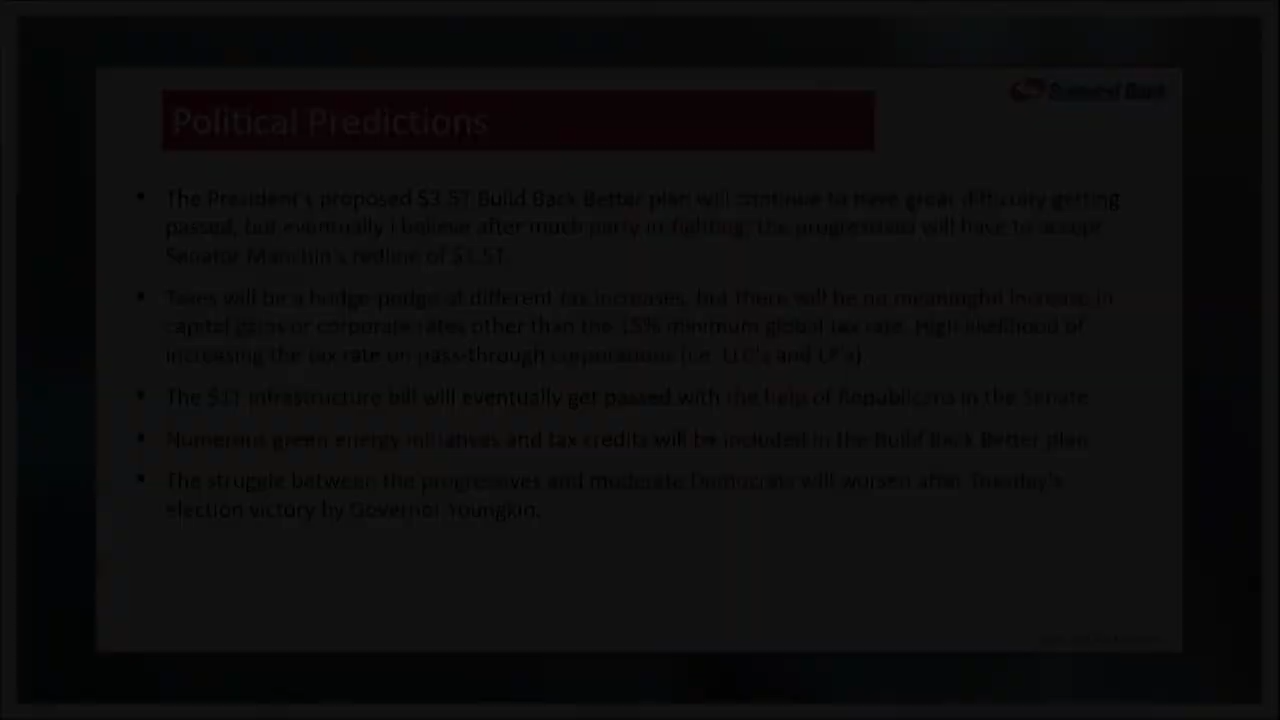 Political Predictions
• The President's proposed $3.5T Build Back Better plan will continue to have great difficulty getting
passed, but eventually I believe after much party in-fighting, the progressives will have to accept
Senator Manchin's redline of $1.5T.
• Taxes will be a hodge-podge of different tax increases, but there will be no meaningful increase in
capital gains or corporate rates other than the 15% minimum global tax rate. High likelihood of
increasing the tax rate on pass-through corporations (i.e. LLC's and LP's)
• The $1T infrastructure bill will eventually get passed with the help of Republicans in the Senate
• Numerous green energy initiatives and tax credits will be included in the Build Back Better plan
• The struggle between the progressives and moderate Democrats will worsen after Tuesday's
election victory by Governor Youngkin.